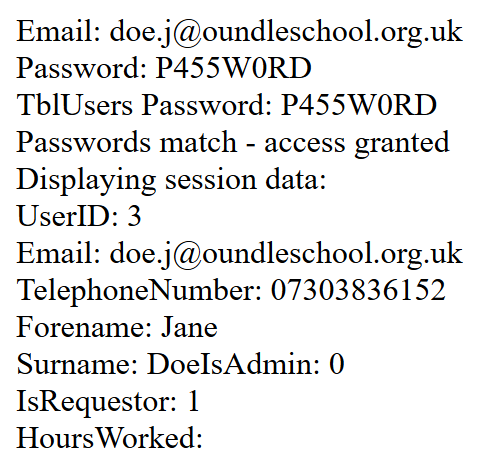 Email: doe.j@oundleschool.org.uk
Password: P455W0RD
TblUsers Password: P455W0RD
Passwords match - access granted
Displaying session data:
UserID: 3
Email: doe.j@oundleschool.org.uk
TelephoneNumber: 07303836152
Forename: Jane
Surname: DoeIsAdmin: 0
IsRequestor: 1
HoursWorked: